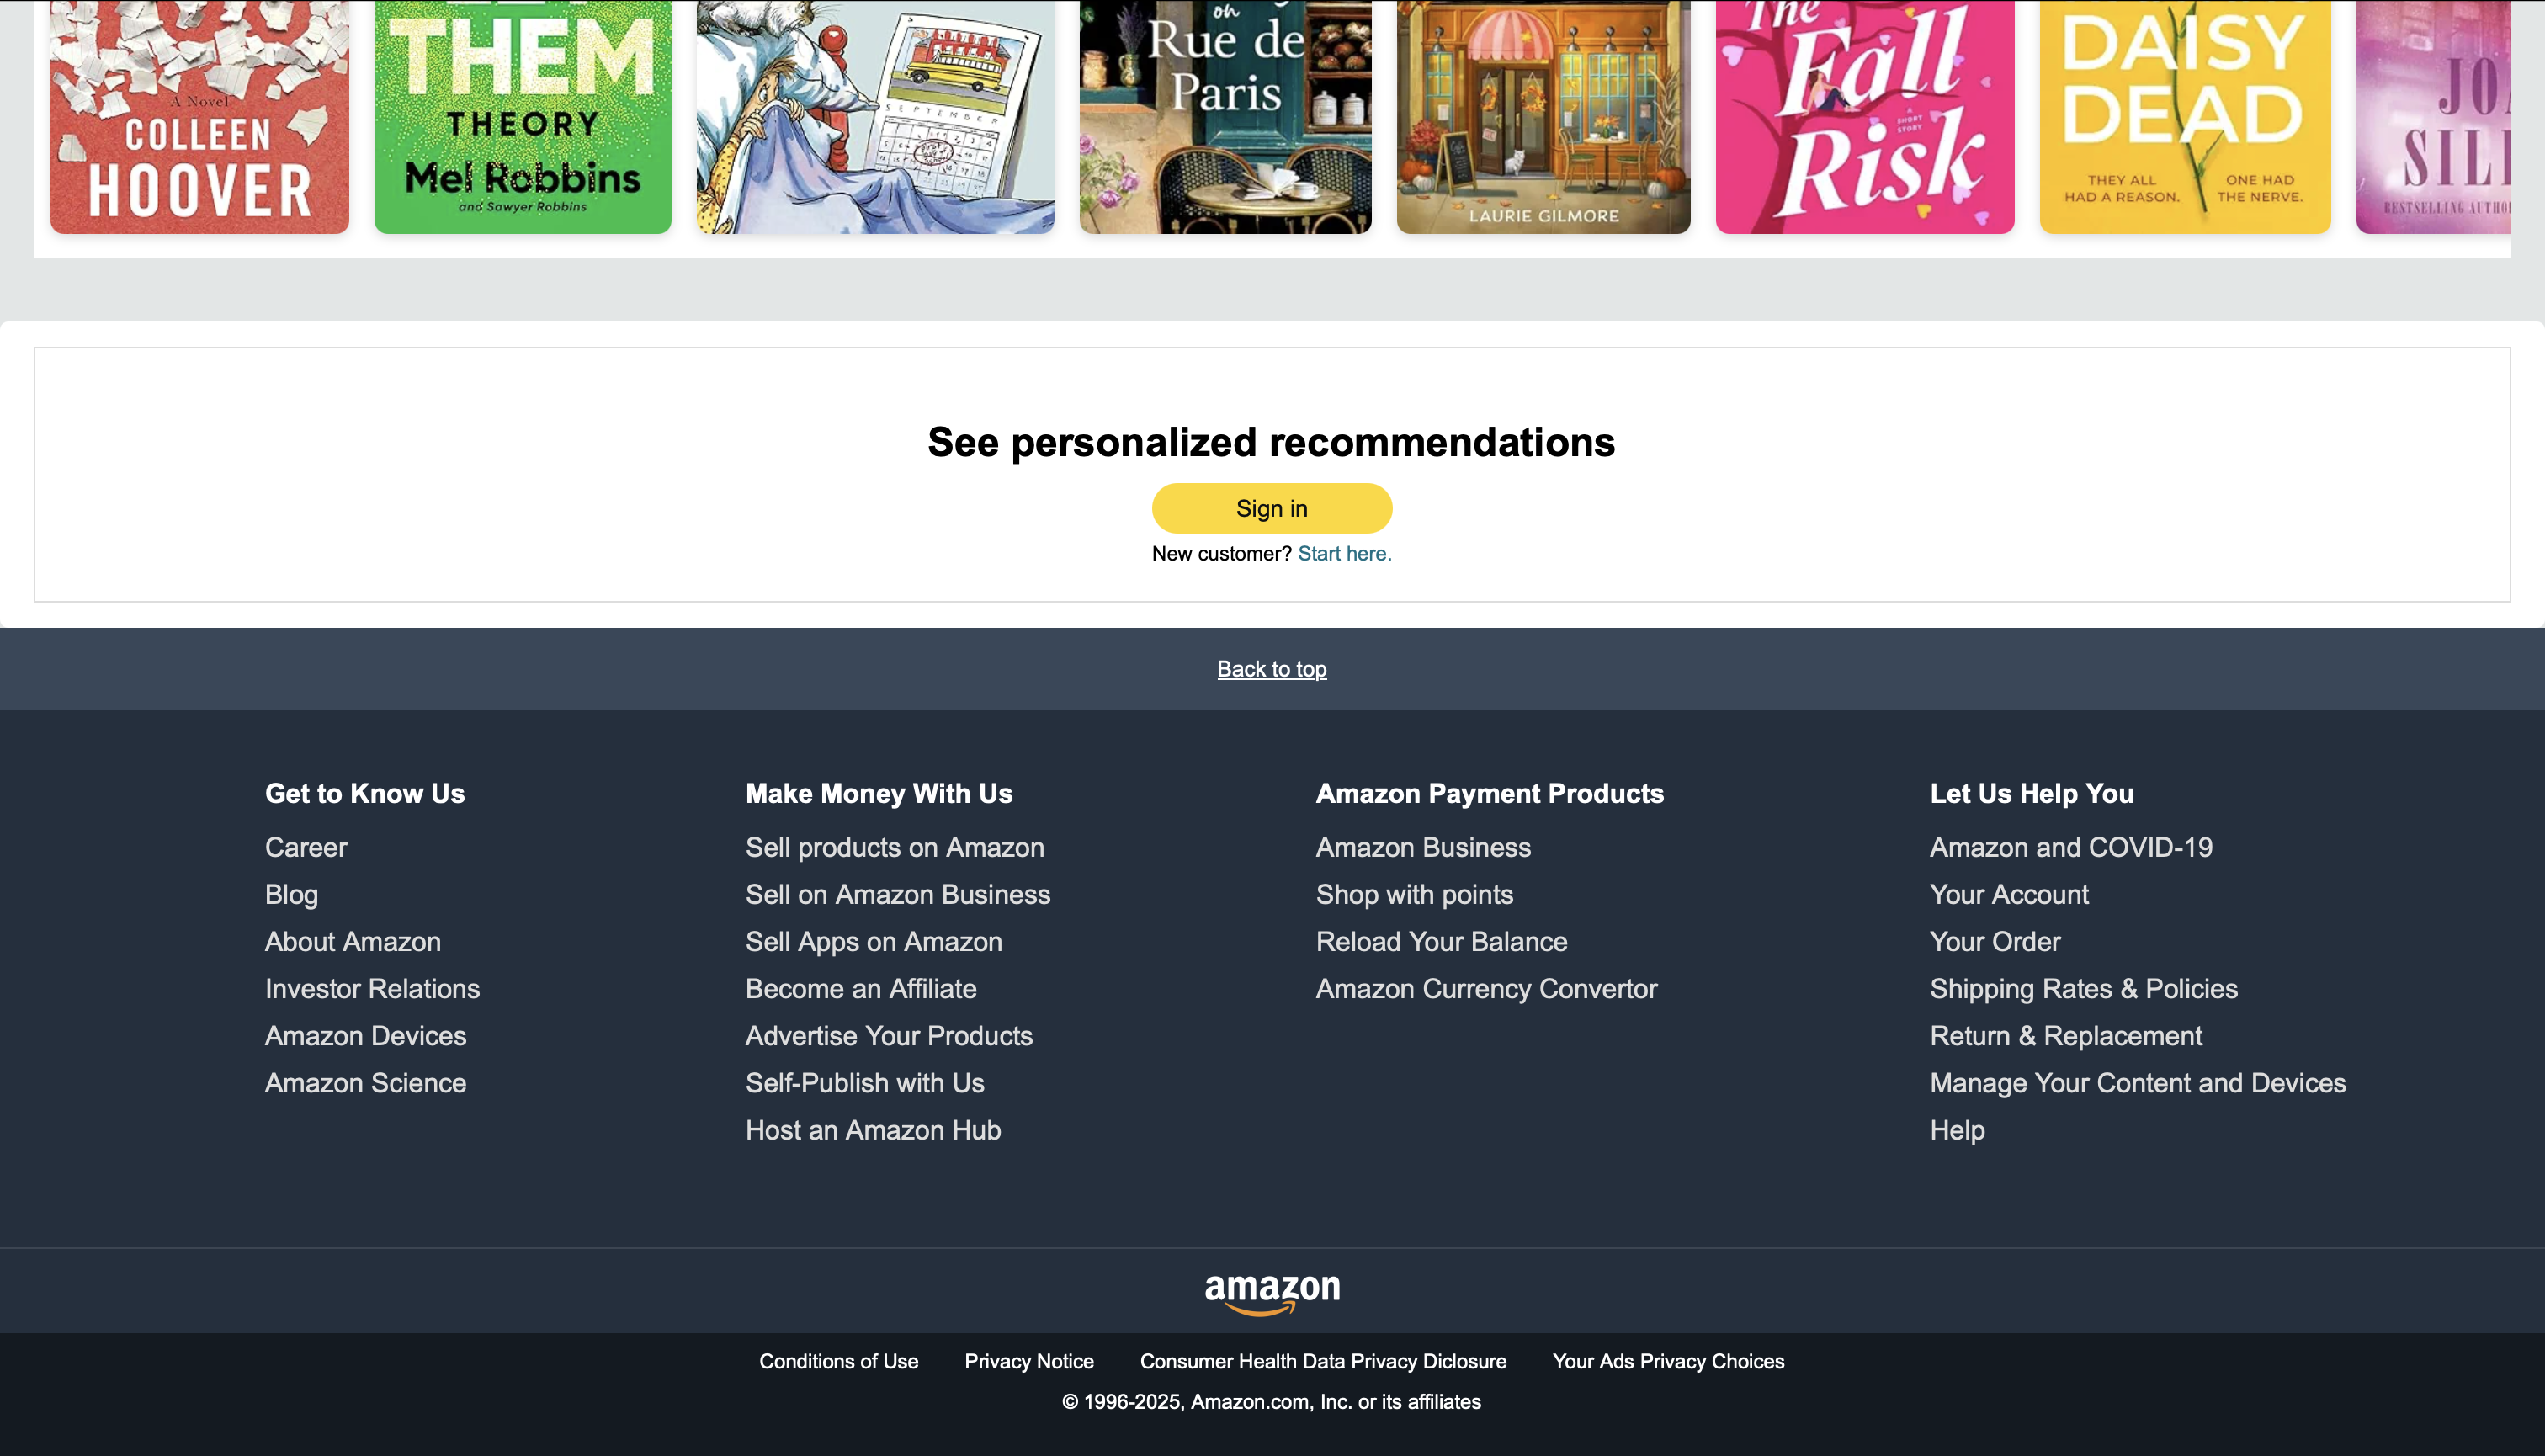 A Novel
COLLEEN
HOOVER
THEM
THEORY
Mel Robbins
and Sawyer Robbins
SEPTEMBER
on
Rue de
Paris
LAURIE GILMORE
The
Fall
Risk
A SHORT
STORY
DAISY
DEAD
THEY ALL
HAD A REASON.
ONE HAD
THE NERVE.
See personalized recommendations
Sign in
New customer? Start here.
Back to top
Get to Know Us
Career
Blog
About Amazon
Investor Relations
Amazon Devices
Amazon Science
Make Money With Us
Sell products on Amazon
Sell on Amazon Business
Sell Apps on Amazon
Become an Affiliate
Advertise Your Products
Self-Publish with Us
Host an Amazon Hub
Amazon Payment Products
Amazon Business
Shop with points
Reload Your Balance
Amazon Currency Convertor
Let Us Help You
Amazon and COVID-19
Your Account
Your Order
Shipping Rates & Policies
Return & Replacement
Manage Your Content and Devices
Help
amazon
Conditions of Use Privacy Notice Consumer Health Data Privacy Diclosure Your Ads Privacy Choices
© 1996-2025, Amazon.com, Inc. or its affiliates